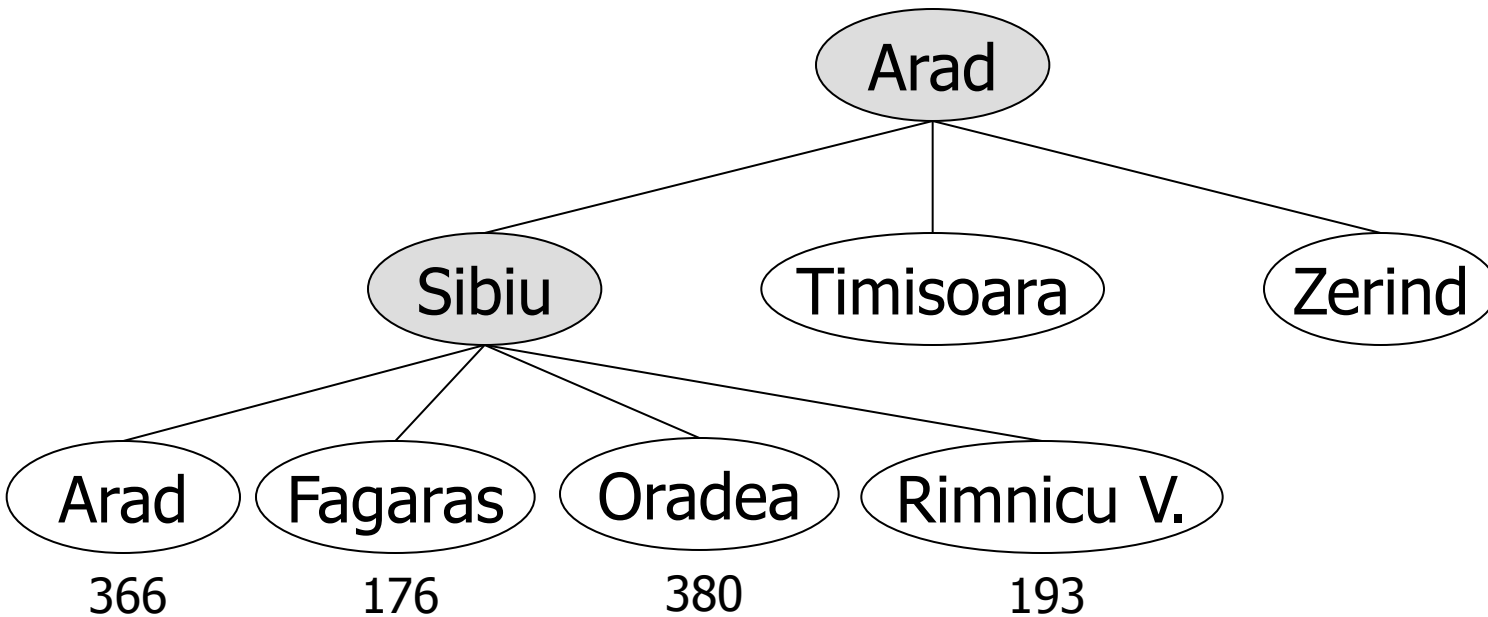 Arad
Sibiu
Timisoara
Zerind
Arad
Fagaras
Oradea
Rimnicu V.
366
176
380
193